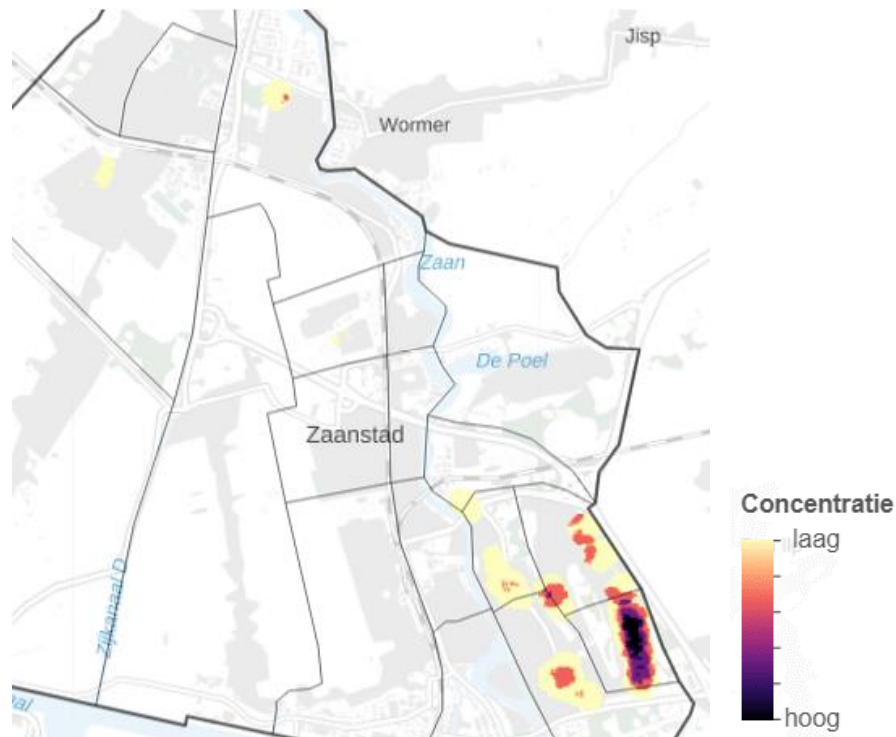 Jisp
Wormer
Zaan
De Poel
Zaanstad
Zijkanaal D
Concentratie
laag
hoog